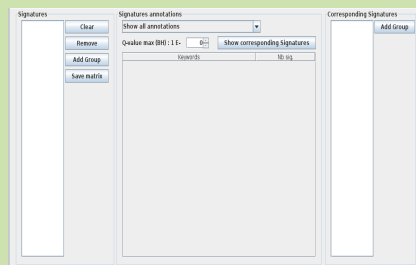 Signatures
Clear
Remove
Add Group
Save matrix
Signatures annotations
Show all annotations
Q-value max (BH) : 1 E- 0
Show corresponding Signatures
Keywords Nb sig.
Corresponding Signatures
Add Group